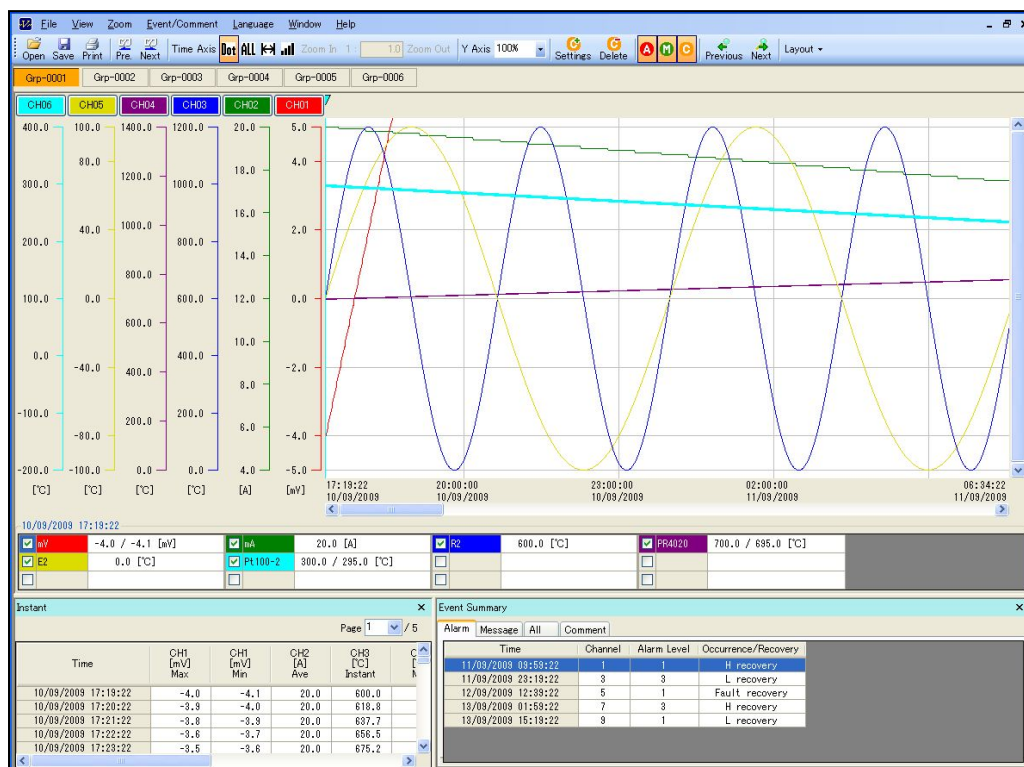 File View Zoom Event/Comment Language Window Help
Open Save Print Pre. Next Time Axis Dot ALL Zoom In 1 : 1.0 Zoom Out Y Axis 100% Settings Delete A M C Previous Next Layout
Grp-0001 Grp-0002 Grp-0003 Grp-0004 Grp-0005 Grp-0006
CH06 CH05 CH04 CH03 CH02 CH01
400.0 100.0 1400.0 1200.0 20.0 5.0
80.0 4.0
1200.0 18.0
300.0 1000.0
16.0
200.0 40.0 800.0 2.0
14.0
800.0
100.0 0.0 600.0 12.0 0.0
600.0
0.0 400.0
-40.0 400.0 -2.0
8.0
-100.0 200.0 200.0
-80.0 6.0 -4.0
-200.0 -100.0 0.0 0.0 4.0 -5.0
[℃] [℃] [℃] [℃] [A] [mV]
17:19:22 20:00:00 23:00:00 02:00:00 06:34:22
10/09/2009 10/09/2009 10/09/2009 11/09/2009 11/09/2009
10/09/2009 17:19:22
mV -4.0 / -4.1 [mV] mA 20.0 [A] R2 600.0 [℃] PR4020 700.0 / 695.0 [℃]
E2 0.0 [℃] Pt100-2 300.0 / 295.0 [℃]
Instant
Page 1 / 5
Time CH1 [mV] Max CH1 [mV] Min CH2 [A] Ave CH3 [℃] Instant
10/09/2009 17:19:22 -4.0 -4.1 20.0 600.0
10/09/2009 17:20:22 -3.9 -4.0 20.0 618.8
10/09/2009 17:21:22 -3.8 -3.9 20.0 637.7
10/09/2009 17:22:22 -3.6 -3.7 20.0 656.5
10/09/2009 17:23:22 -3.5 -3.6 20.0 675.2
Event Summary
Alarm Message All Comment
Time Channel Alarm Level Occurrence/Recovery
11/09/2009 09:59:22 1 1 H recovery
11/09/2009 23:19:22 3 3 L recovery
12/09/2009 12:39:22 5 1 Fault recovery
13/09/2009 01:59:22 7 3 H recovery
13/09/2009 15:19:22 9 1 L recovery